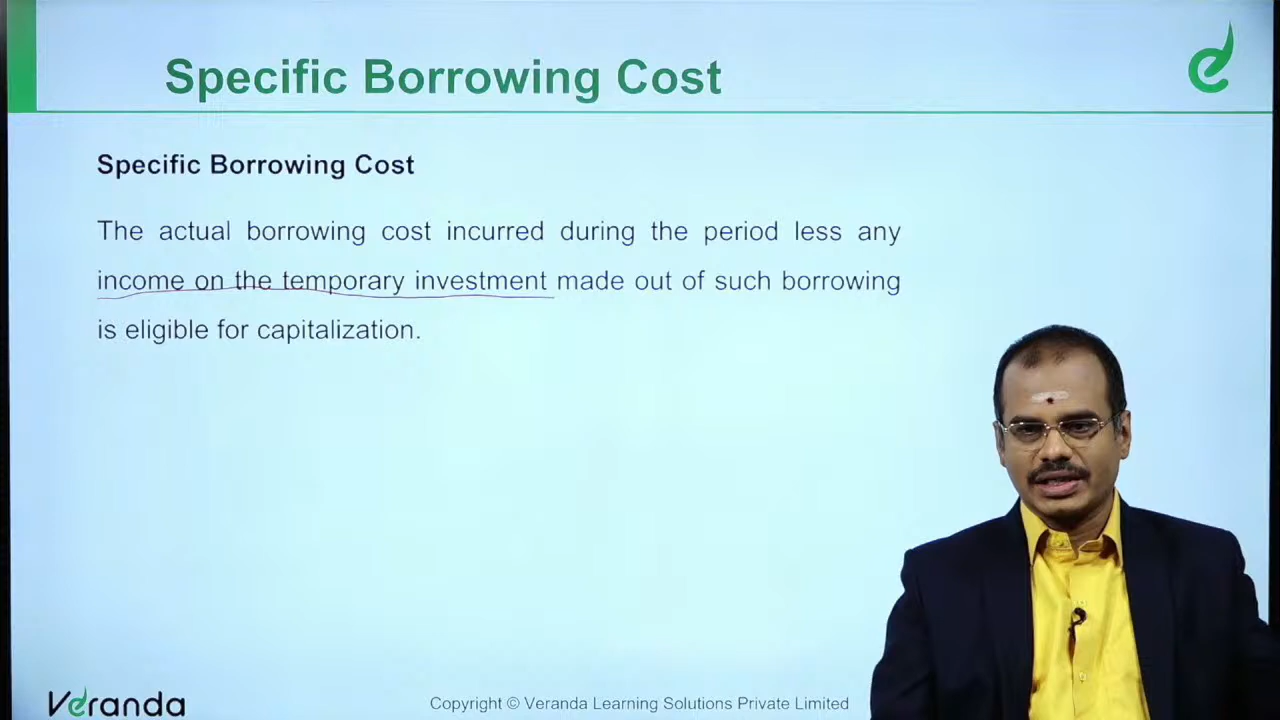 Specific Borrowing Cost
Specific Borrowing Cost
The actual borrowing cost incurred during the period less any
income on the temporary investment made out of such borrowing
is eligible for capitalization.
Veranda
Copyright © Veranda Learning Solutions Private Limited